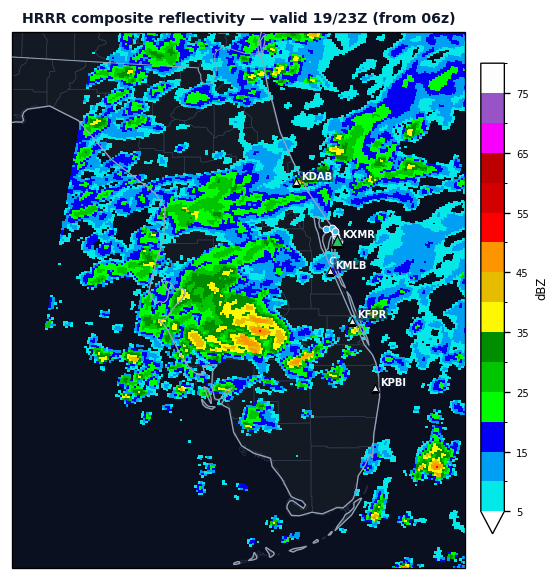 HRRR composite reflectivity — valid 19/23Z (from 06z)
KDAB
KXMR
KMLB
KFPR
KPBI
75
65
55
45
35
25
15
5
dBZ